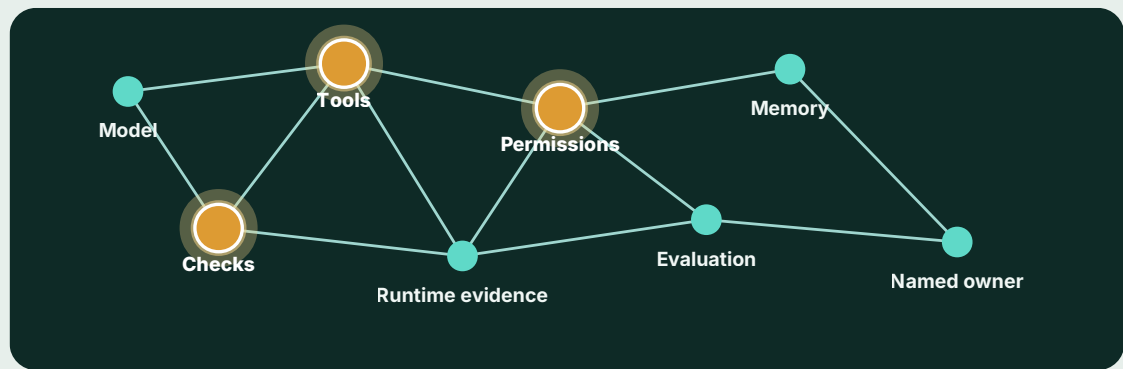 Tools
Memory
Model
Permissions
Checks
Evaluation
Named owner
Runtime evidence